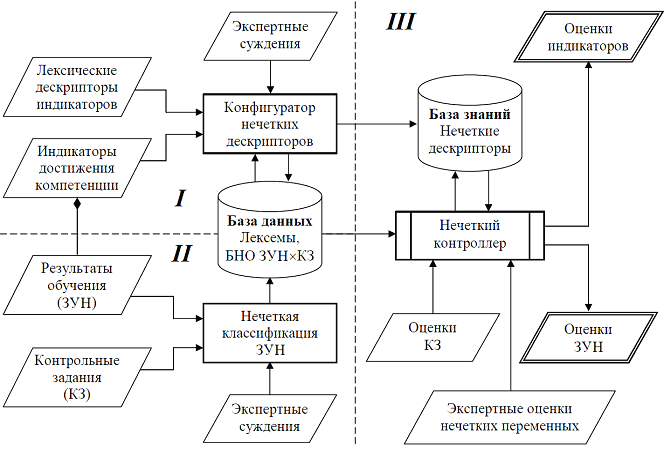 Экспертные
суждения
III
Оценки
индикаторов
Лексические
дескрипторы
индикаторов
Конфигуратор
нечетких
дескрипторов
База знаний
Нечеткие
дескрипторы
Индикаторы
достижения
компетенции
I
База данных
Лексемы,
БНО ЗУН×КЗ
Нечеткий
контроллер
II
Результаты
обучения
(ЗУН)
Нечеткая
классификация
ЗУН
Оценки
КЗ
Оценки
ЗУН
Контрольные
задания
(КЗ)
Экспертные
суждения
Экспертные оценки
нечетких переменных